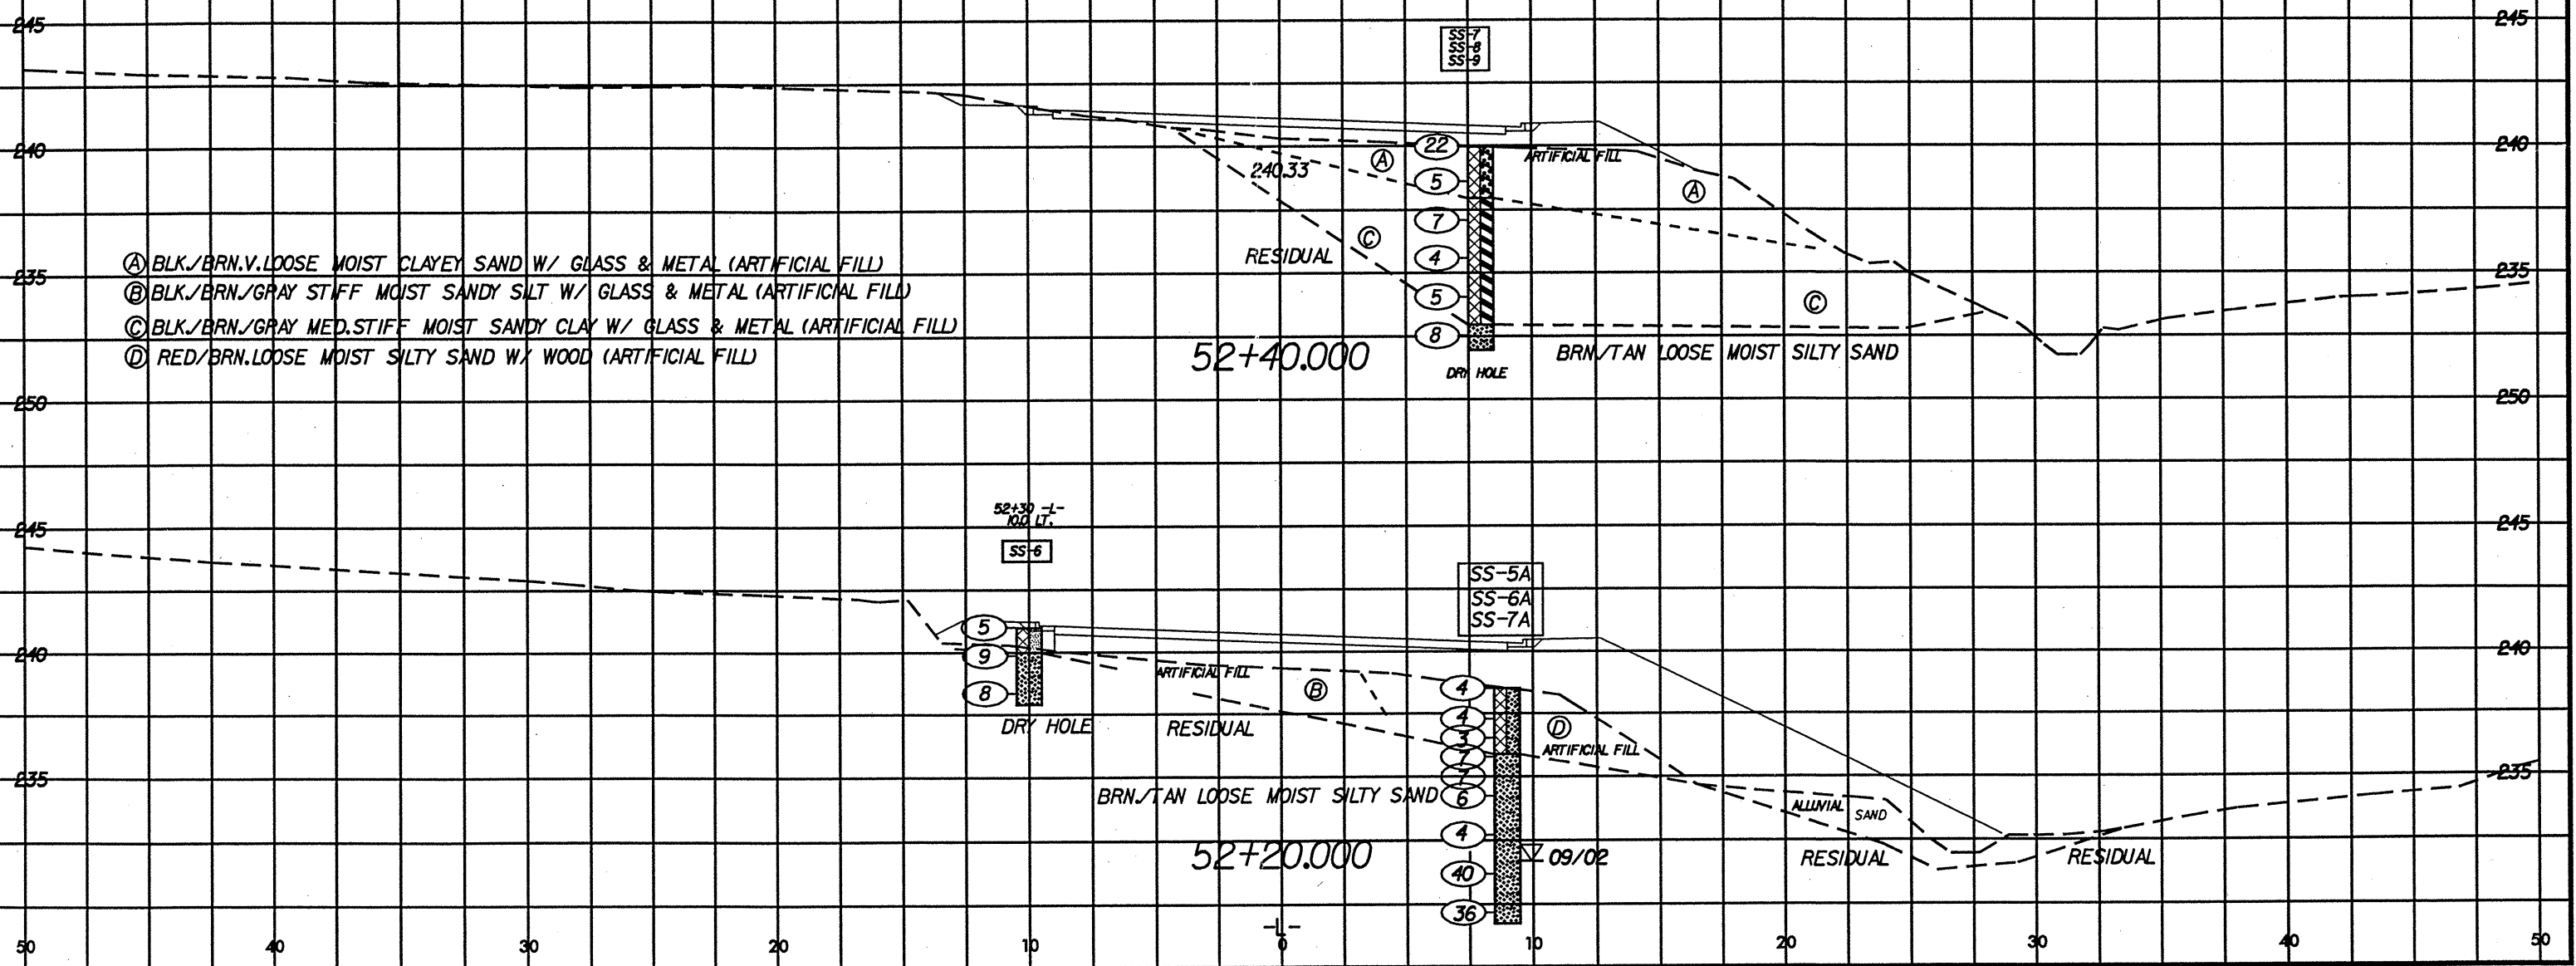 245 245
SS-7
SS-8
SS-9
240 240
22
ARTIFICIAL FILL
A
240.33
5
A
7
C
RESIDUAL
4
A BLK./BRN.V.LOOSE MOIST CLAYEY SAND W/ GLASS & METAL (ARTIFICIAL FILL)
235 235
B BLK./BRN./GRAY STIFF MOIST SANDY SILT W/ GLASS & METAL (ARTIFICIAL FILL)
5
C
C BLK./BRN./GRAY MED.STIFF MOIST SANDY CLAY W/ GLASS & METAL (ARTIFICIAL FILL)
8
D RED/BRN.LOOSE MOIST SILTY SAND W/ WOOD (ARTIFICIAL FILL)
52+40.000
BRN./TAN LOOSE MOIST SILTY SAND
DRY HOLE
250 250
52+30 -L-
10.0 LT.
245 245
SS-6
SS-5A
SS-6A
SS-7A
5
240 240
9
ARTIFICIAL FILL
B
4
8
4
DRY HOLE
RESIDUAL
D
3
ARTIFICIAL FILL
7
235 235
7
BRN./TAN LOOSE MOIST SILTY SAND
6
ALLUVIAL
SAND
4
52+20.000
09/02
RESIDUAL
RESIDUAL
40
36
-L-
50 40 30 20 10 0 10 20 30 40 50